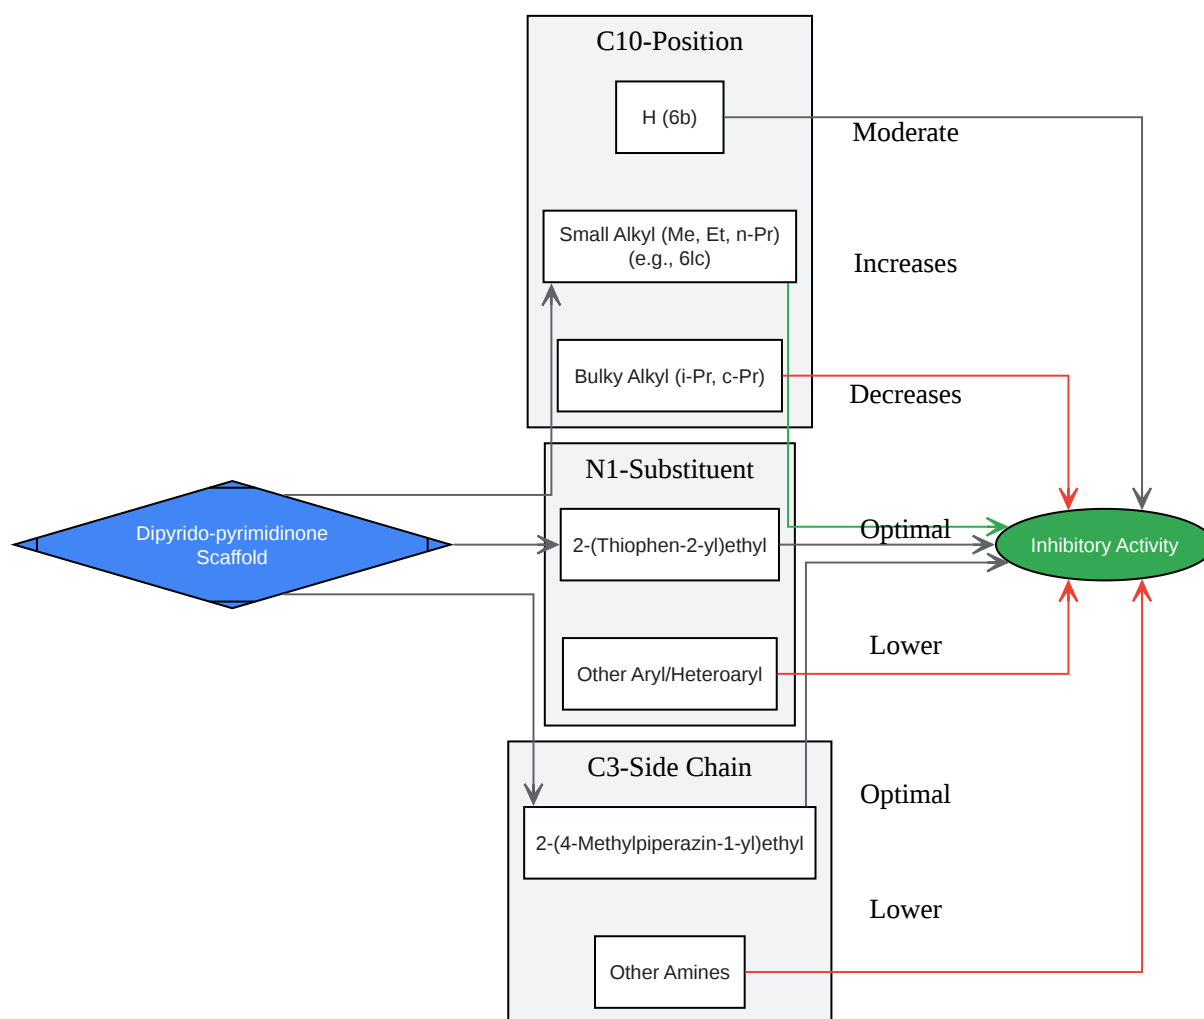 C10-Position
H (6b)
Moderate
Small Alkyl (Me, Et, n-Pr)
(e.g., 6lc)
Increases
Bulky Alkyl (i-Pr, c-Pr)
Decreases
N1-Substituent
Dipyrido-pyrimidinone
Scaffold
2-(Thiophen-2-yl)ethyl
Optimal
Inhibitory Activity
Other Aryl/Heteroaryl
Lower
C3-Side Chain
Optimal
2-(4-Methylpiperazin-1-yl)ethyl
Lower
Other Amines